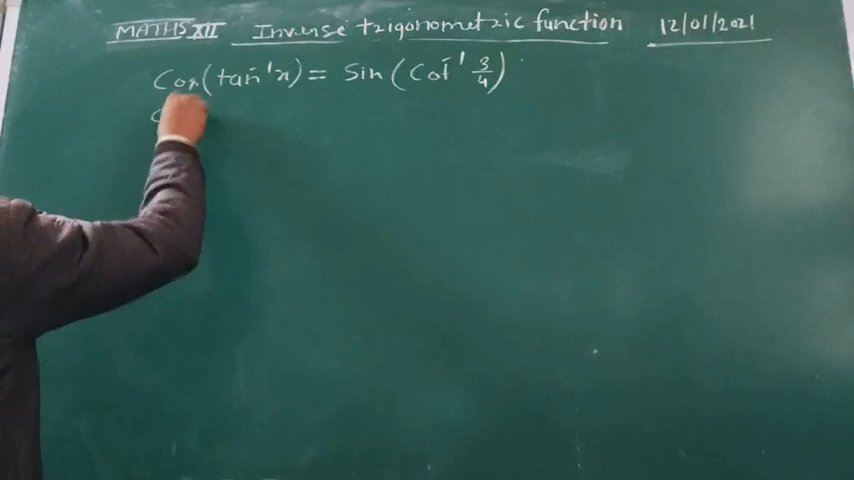 MATHS XII Inverse trigonometric function 12/01/2021
Cos(tan⁻¹x) = Sin(Cot⁻¹ 3/4)
C